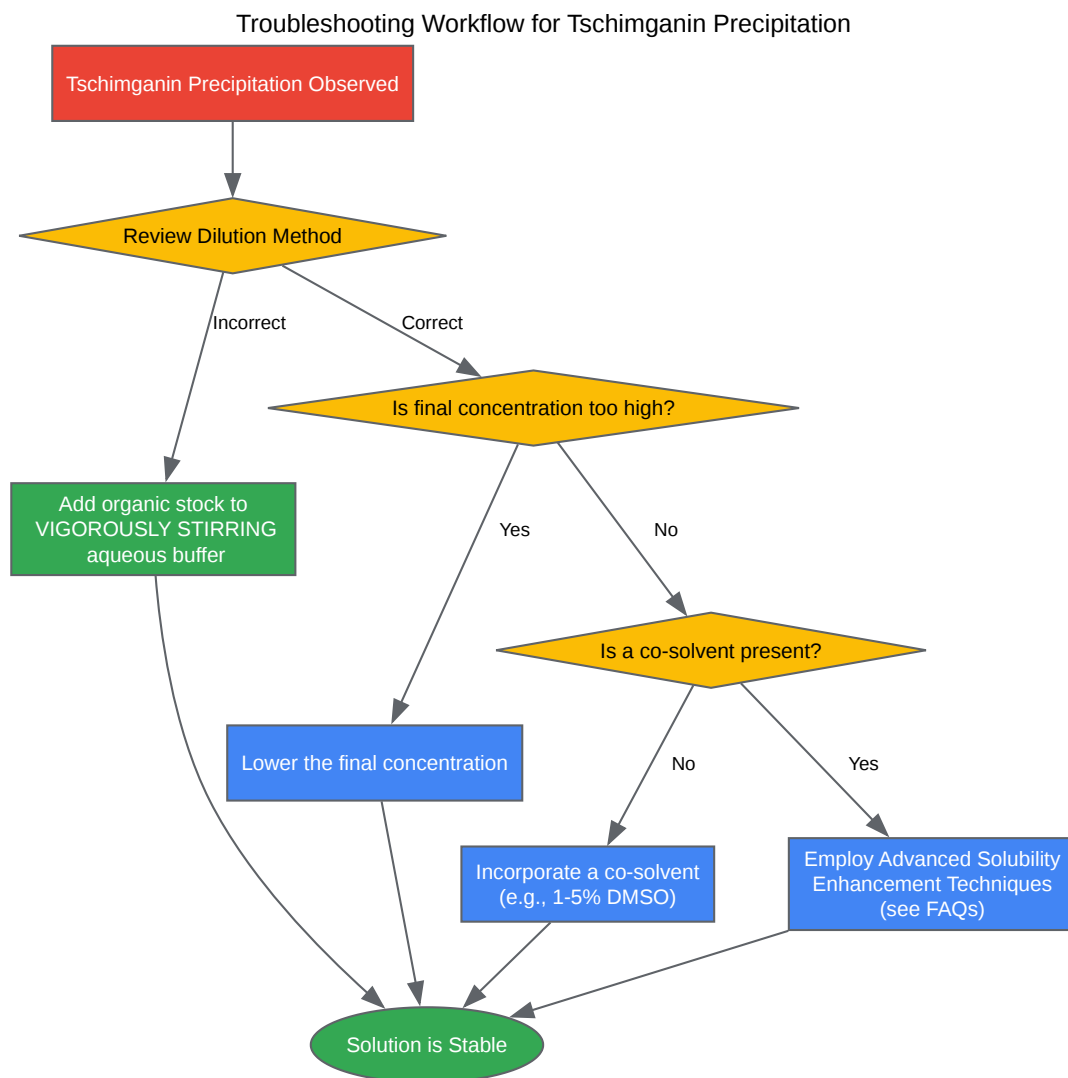 Troubleshooting Workflow for Tschimganin Precipitation
Tschimganin Precipitation Observed
Review Dilution Method
Incorrect
Correct
Is final concentration too high?
Add organic stock to
VIGOROUSLY STIRRING
aqueous buffer
Yes
No
Is a co-solvent present?
Lower the final concentration
No
Yes
Incorporate a co-solvent
(e.g., 1-5% DMSO)
Employ Advanced Solubility
Enhancement Techniques
(see FAQs)
Solution is Stable